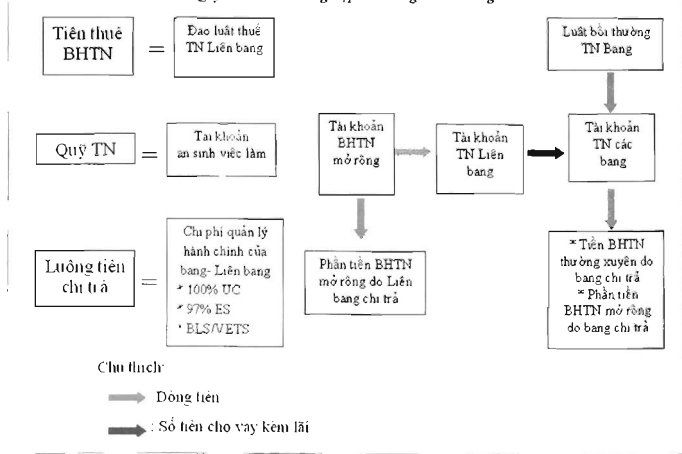 Tiền thuế
BHTN
=
Đạo luật thuế
TN Liên bang
Luật bồi thường
TN Bang
Quỹ TN
=
Tài khoản
an sinh việc làm
Tài khoản
BHTN
mở rộng
Tài khoản
TN Liên
bang
Tài khoản
TN các
bang
Luồng tiền
chi trả
=
Chi phí quản lý
hành chính của
bang- Liên bang
* 100% UC
* 97% ES
* BLS/VETS
Phần tiền BHTN
mở rộng do Liên
bang chi trả
* Tiền BHTN
thường xuyên do
bang chi trả
* Phần tiền
BHTN mở rộng
do bang chi trả
Chú thích:
Dòng tiền
: Số tiền cho vay kèm lãi